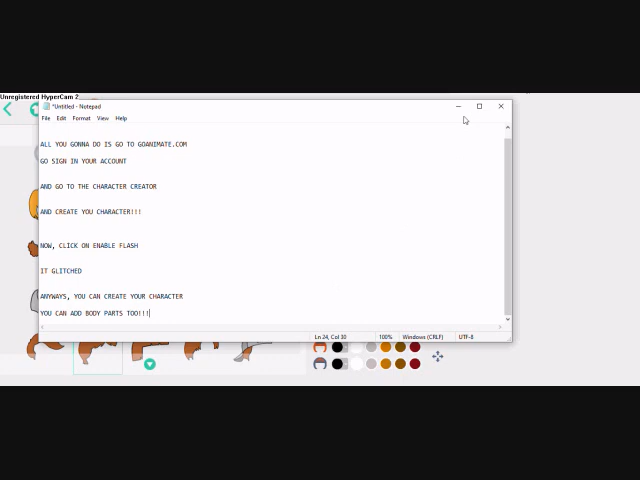 Unregistered HyperCam 2
*Untitled - Notepad
File Edit Format View Help
ALL YOU GONNA DO IS GO TO GOANIMATE.COM
GO SIGN IN YOUR ACCOUNT
AND GO TO THE CHARACTER CREATOR
AND CREATE YOU CHARACTER!!!
NOW, CLICK ON ENABLE FLASH
IT GLITCHED
ANYWAYS, YOU CAN CREATE YOUR CHARACTER
YOU CAN ADD BODY PARTS TOO!!!
Ln 24, Col 30 100% Windows (CRLF) UTF-8